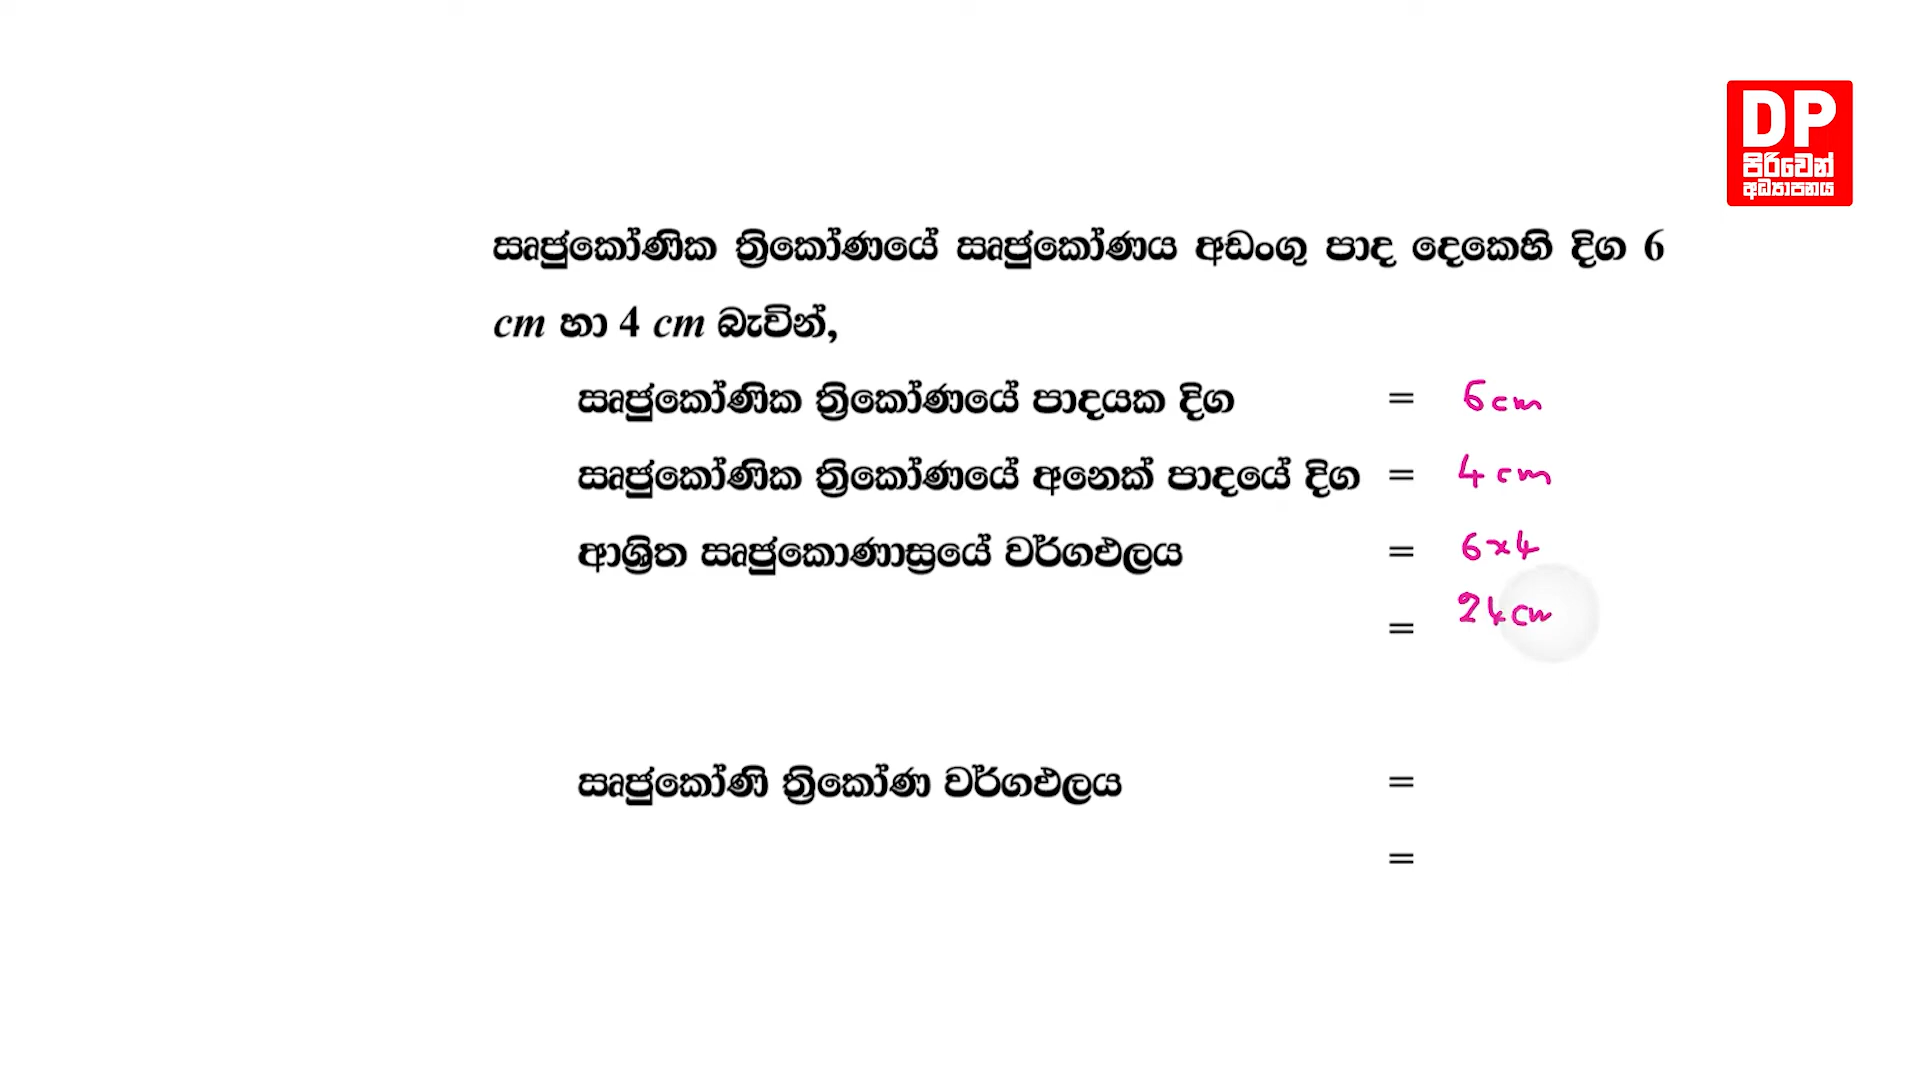 DP
පිරිවෙන්
අධ්‍යාපනය
සෘජුකෝණික ත්‍රිකෝණයේ සෘජුකෝණය අඩංගු පාද දෙකෙහි දිග 6
cm හා 4 cm බැවින්,
සෘජුකෝණික ත්‍රිකෝණයේ පාදයක දිග = 6cm
සෘජුකෝණික ත්‍රිකෝණයේ අනෙක් පාදයේ දිග = 4cm
ආශ්‍රිත සෘජුකොණාස්‍රයේ වර්ගඵලය = 6×4
= 24cm
සෘජුකෝණි ත්‍රිකෝණ වර්ගඵලය =
=